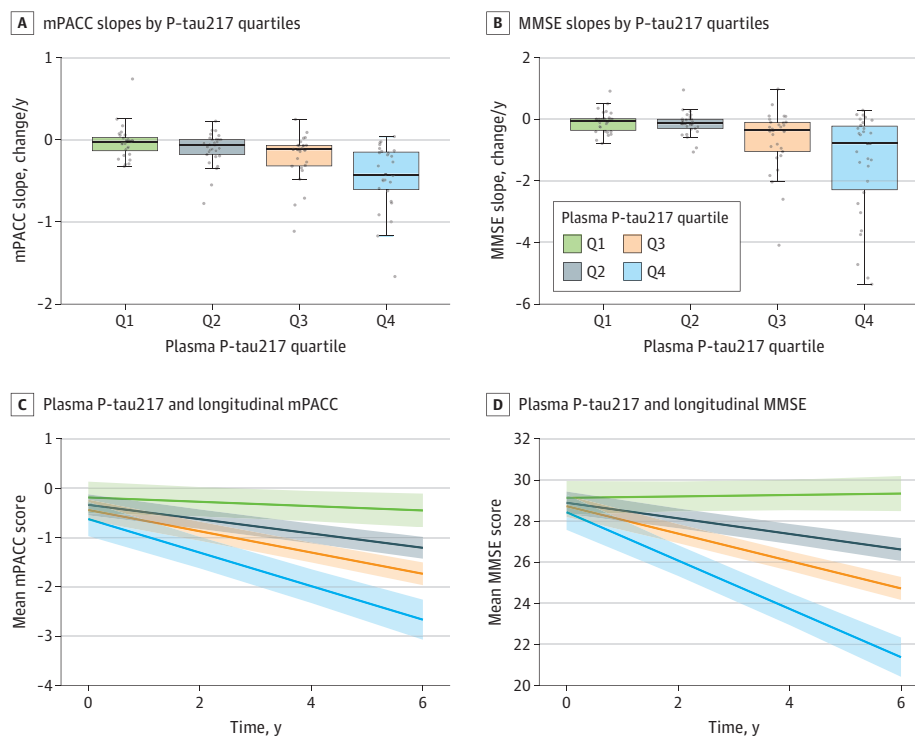 A mPACC slopes by P-tau217 quartiles
mPACC slope, change/y
1
0
-1
-2
Q1 Q2 Q3 Q4
Plasma P-tau217 quartile
B MMSE slopes by P-tau217 quartiles
MMSE slope, change/y
2
0
-2
-4
-6
Plasma P-tau217 quartile
Q1 Q3
Q2 Q4
Q1 Q2 Q3 Q4
Plasma P-tau217 quartile
C Plasma P-tau217 and longitudinal mPACC
Mean mPACC score
1
0
-1
-2
-3
-4
0 2 4 6
Time, y
D Plasma P-tau217 and longitudinal MMSE
Mean MMSE score
32
30
28
26
24
22
20
0 2 4 6
Time, y